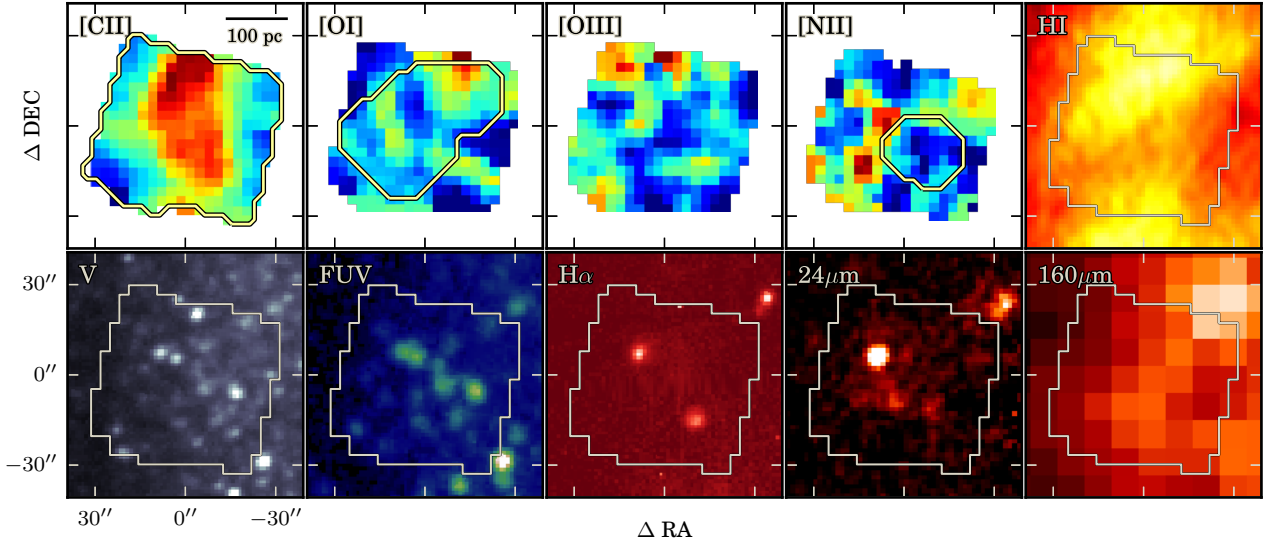 [CII] [OI] [OIII] [NII] HI
100 pc
Δ DEC
V FUV Hα 24μm 160μm
30″
0″
−30″
30″ 0″ −30″
Δ RA